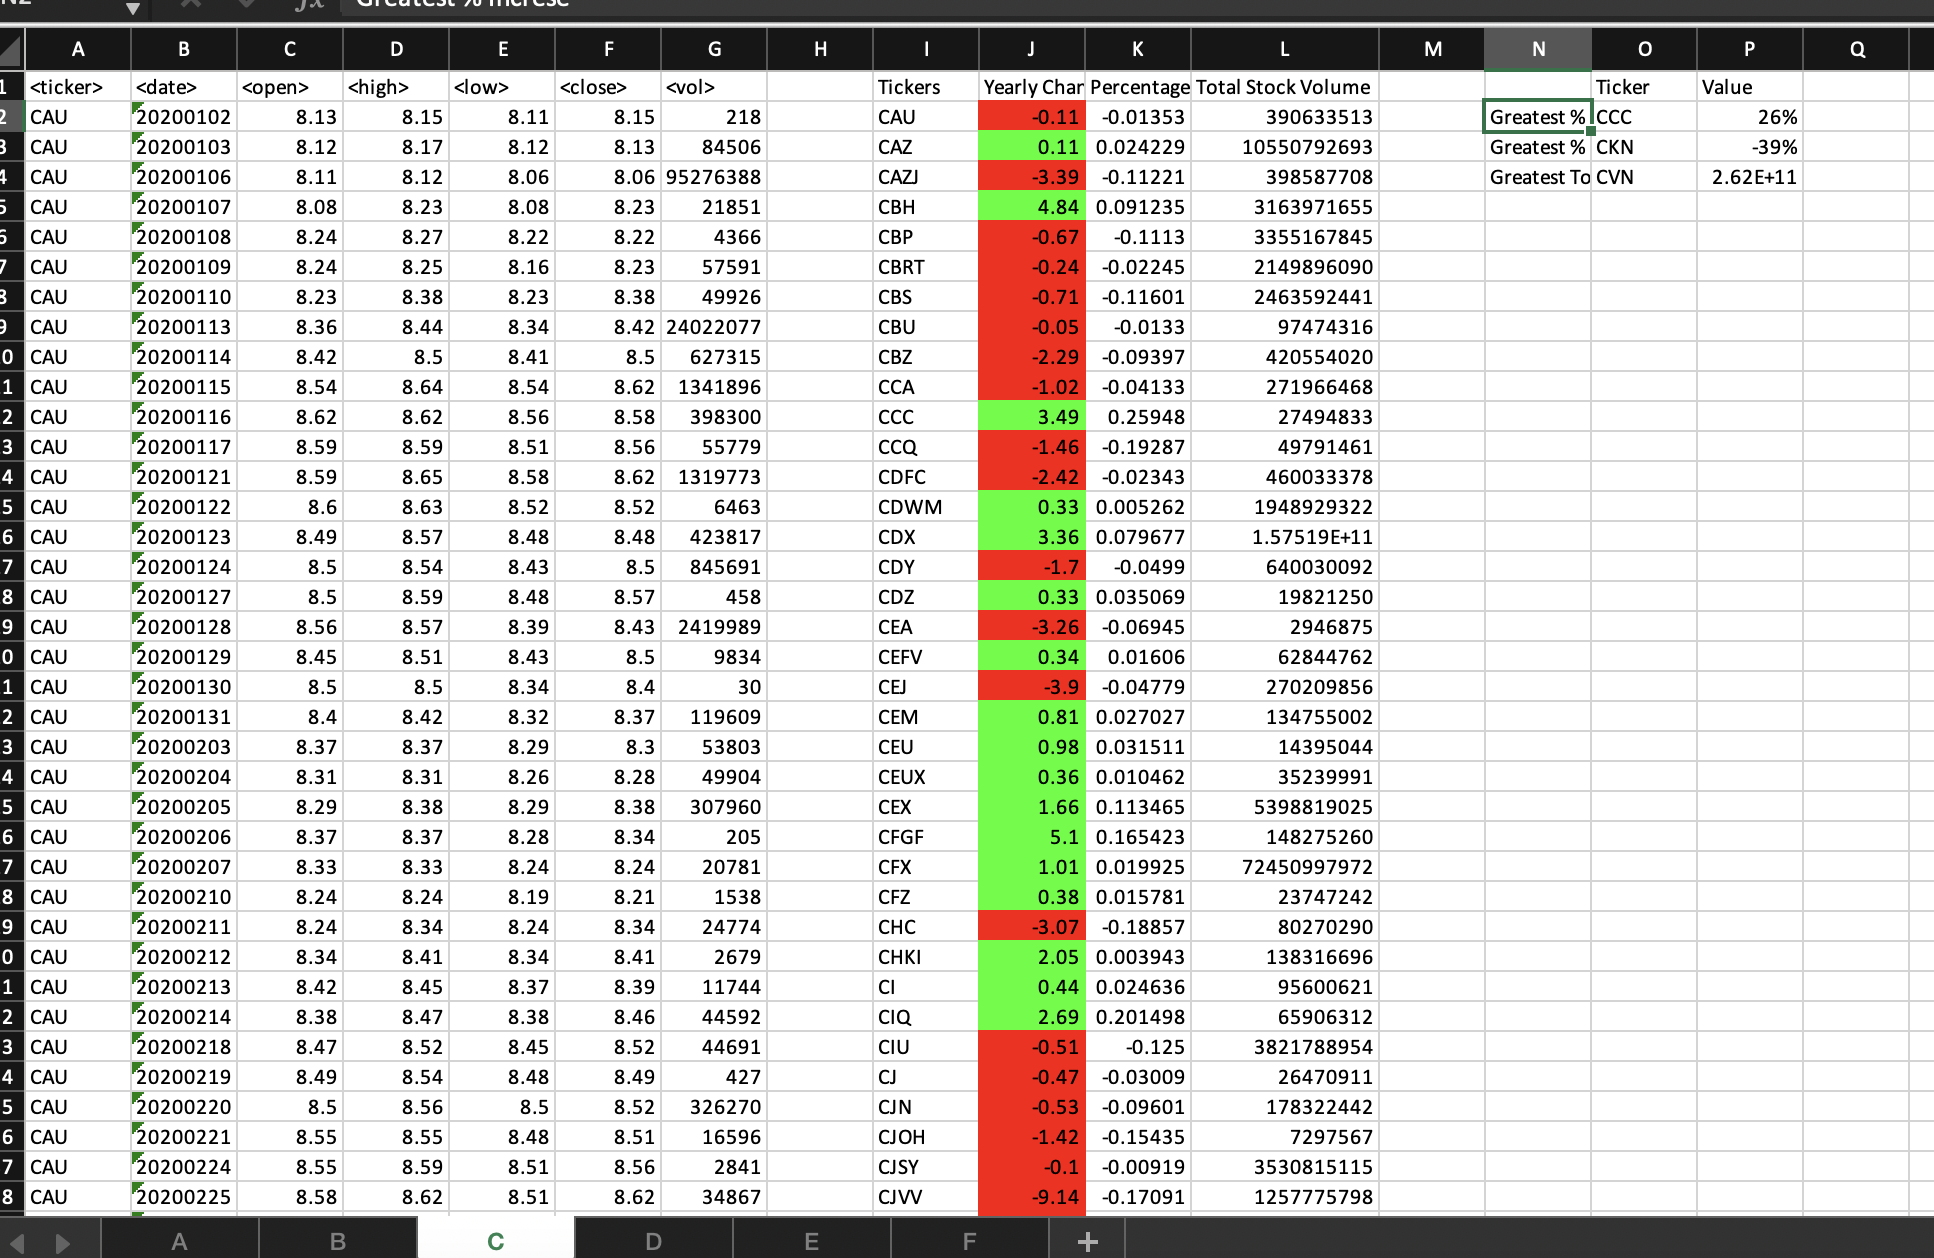 Greatest % Increse
A B C D E F G H I J K L M N O P Q
1 <ticker> <date> <open> <high> <low> <close> <vol> Tickers Yearly Char Percentage Total Stock Volume Ticker Value
2 CAU 20200102 8.13 8.15 8.11 8.15 218 CAU -0.11 -0.01353 390633513 Greatest % CCC 26%
3 CAU 20200103 8.12 8.17 8.12 8.13 84506 CAZ 0.11 0.024229 10550792693 Greatest % CKN -39%
4 CAU 20200106 8.11 8.12 8.06 8.06 95276388 CAZJ -3.39 -0.11221 398587708 Greatest To CVN 2.62E+11
5 CAU 20200107 8.08 8.23 8.08 8.23 21851 CBH 4.84 0.091235 3163971655
6 CAU 20200108 8.24 8.27 8.22 8.22 4366 CBP -0.67 -0.1113 3355167845
7 CAU 20200109 8.24 8.25 8.16 8.23 57591 CBRT -0.24 -0.02245 2149896090
8 CAU 20200110 8.23 8.38 8.23 8.38 49926 CBS -0.71 -0.11601 2463592441
9 CAU 20200113 8.36 8.44 8.34 8.42 24022077 CBU -0.05 -0.0133 97474316
0 CAU 20200114 8.42 8.5 8.41 8.5 627315 CBZ -2.29 -0.09397 420554020
1 CAU 20200115 8.54 8.64 8.54 8.62 1341896 CCA -1.02 -0.04133 271966468
2 CAU 20200116 8.62 8.62 8.56 8.58 398300 CCC 3.49 0.25948 27494833
3 CAU 20200117 8.59 8.59 8.51 8.56 55779 CCQ -1.46 -0.19287 49791461
4 CAU 20200121 8.59 8.65 8.58 8.62 1319773 CDFC -2.42 -0.02343 460033378
5 CAU 20200122 8.6 8.63 8.52 8.52 6463 CDWM 0.33 0.005262 1948929322
6 CAU 20200123 8.49 8.57 8.48 8.48 423817 CDX 3.36 0.079677 1.57519E+11
7 CAU 20200124 8.5 8.54 8.43 8.5 845691 CDY -1.7 -0.0499 640030092
8 CAU 20200127 8.5 8.59 8.48 8.57 458 CDZ 0.33 0.035069 19821250
9 CAU 20200128 8.56 8.57 8.39 8.43 2419989 CEA -3.26 -0.06945 2946875
0 CAU 20200129 8.45 8.51 8.43 8.5 9834 CEFV 0.34 0.01606 62844762
1 CAU 20200130 8.5 8.5 8.34 8.4 30 CEJ -3.9 -0.04779 270209856
2 CAU 20200131 8.4 8.42 8.32 8.37 119609 CEM 0.81 0.027027 134755002
3 CAU 20200203 8.37 8.37 8.29 8.3 53803 CEU 0.98 0.031511 14395044
4 CAU 20200204 8.31 8.31 8.26 8.28 49904 CEUX 0.36 0.010462 35239991
5 CAU 20200205 8.29 8.38 8.29 8.38 307960 CEX 1.66 0.113465 5398819025
6 CAU 20200206 8.37 8.37 8.28 8.34 205 CFGF 5.1 0.165423 148275260
7 CAU 20200207 8.33 8.33 8.24 8.24 20781 CFX 1.01 0.019925 72450997972
8 CAU 20200210 8.24 8.24 8.19 8.21 1538 CFZ 0.38 0.015781 23747242
9 CAU 20200211 8.24 8.34 8.24 8.34 24774 CHC -3.07 -0.18857 80270290
0 CAU 20200212 8.34 8.41 8.34 8.41 2679 CHKI 2.05 0.003943 138316696
1 CAU 20200213 8.42 8.45 8.37 8.39 11744 CI 0.44 0.024636 95600621
2 CAU 20200214 8.38 8.47 8.38 8.46 44592 CIQ 2.69 0.201498 65906312
3 CAU 20200218 8.47 8.52 8.45 8.52 44691 CIU -0.51 -0.125 3821788954
4 CAU 20200219 8.49 8.54 8.48 8.49 427 CJ -0.47 -0.03009 26470911
5 CAU 20200220 8.5 8.56 8.5 8.52 326270 CJN -0.53 -0.09601 178322442
6 CAU 20200221 8.55 8.55 8.48 8.51 16596 CJOH -1.42 -0.15435 7297567
7 CAU 20200224 8.55 8.59 8.51 8.56 2841 CJSY -0.1 -0.00919 3530815115
8 CAU 20200225 8.58 8.62 8.51 8.62 34867 CJVV -9.14 -0.17091 1257775798
A B C D E F +